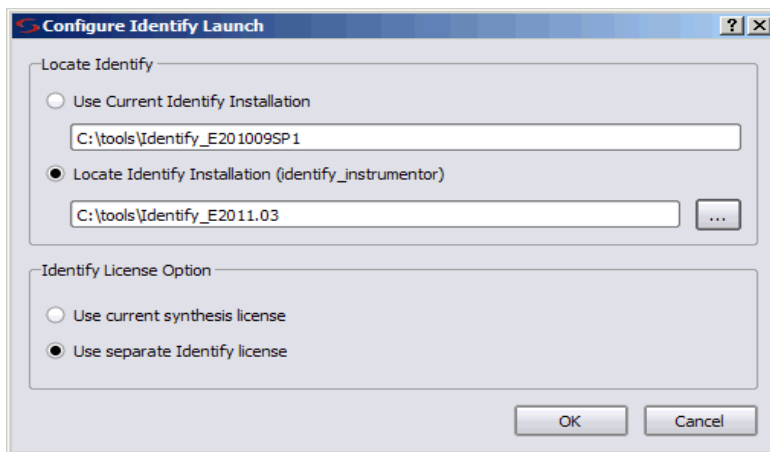 Configure Identify Launch
? X
Locate Identify
Use Current Identify Installation
C:\tools\Identify_E201009SP1
Locate Identify Installation (identify_instrumentor)
C:\tools\Identify_E2011.03
...
Identify License Option
Use current synthesis license
Use separate Identify license
OK Cancel